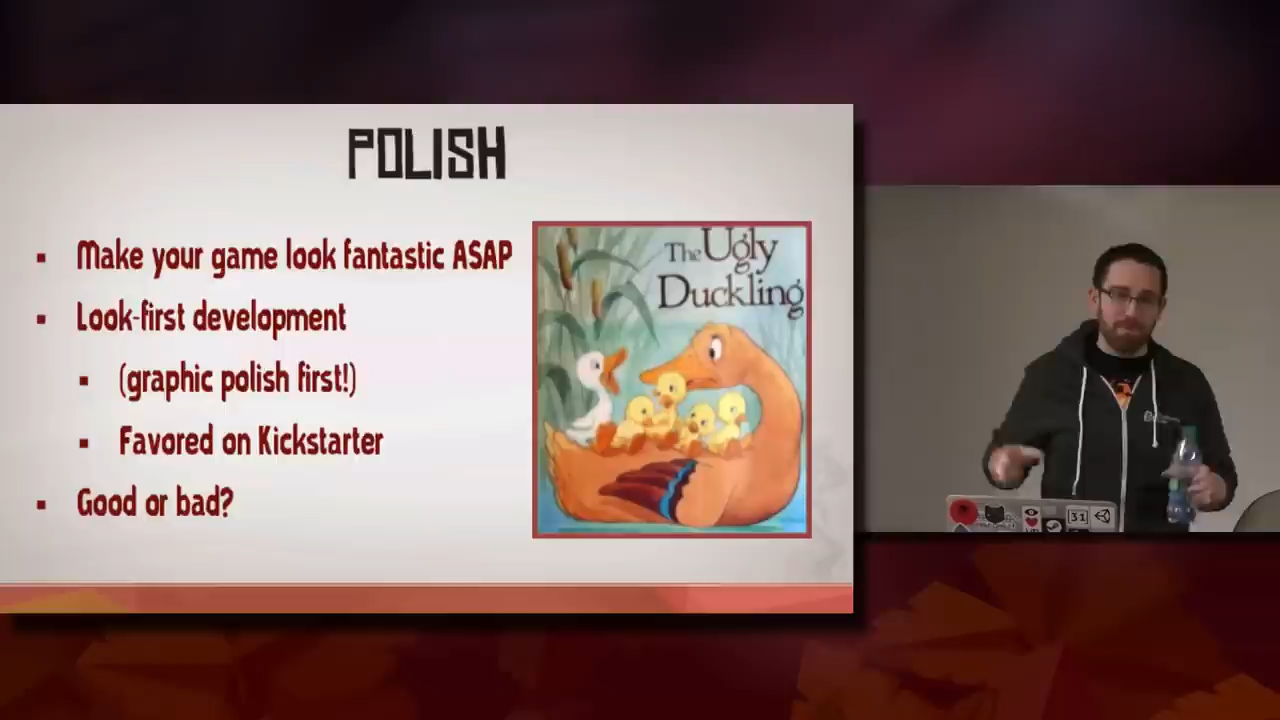 POLISH
Make your game look fantastic ASAP
Look-first development
(graphic polish first!)
Favored on Kickstarter
Good or bad?
The Ugly
Duckling
31